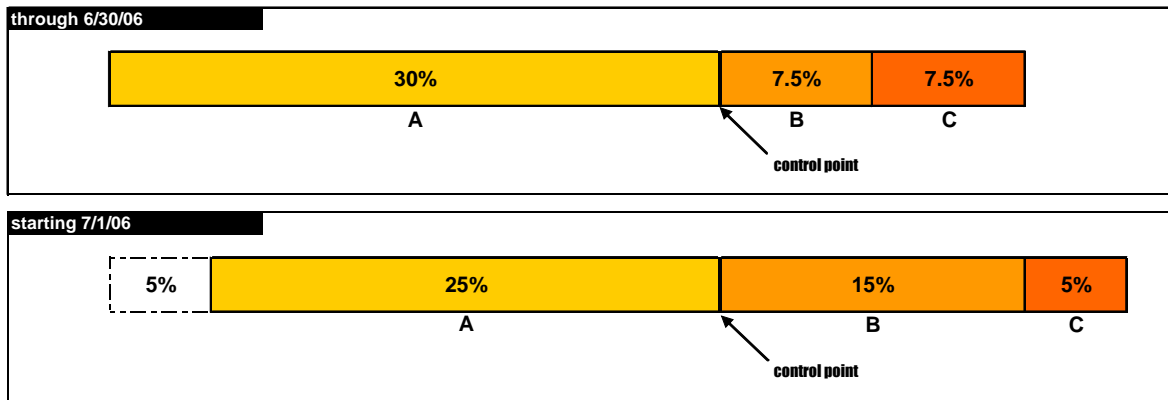 through 6/30/06
30% 7.5% 7.5%
A B C
control point
starting 7/1/06
5% 25% 15% 5%
A B C
control point